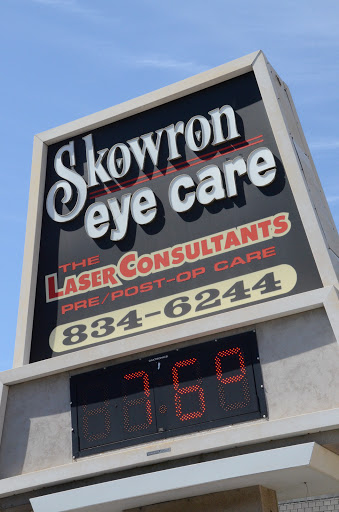 Skowron
eye care
THE
LASER CONSULTANTS
PRE/POST-OP CARE
834-6244
76°